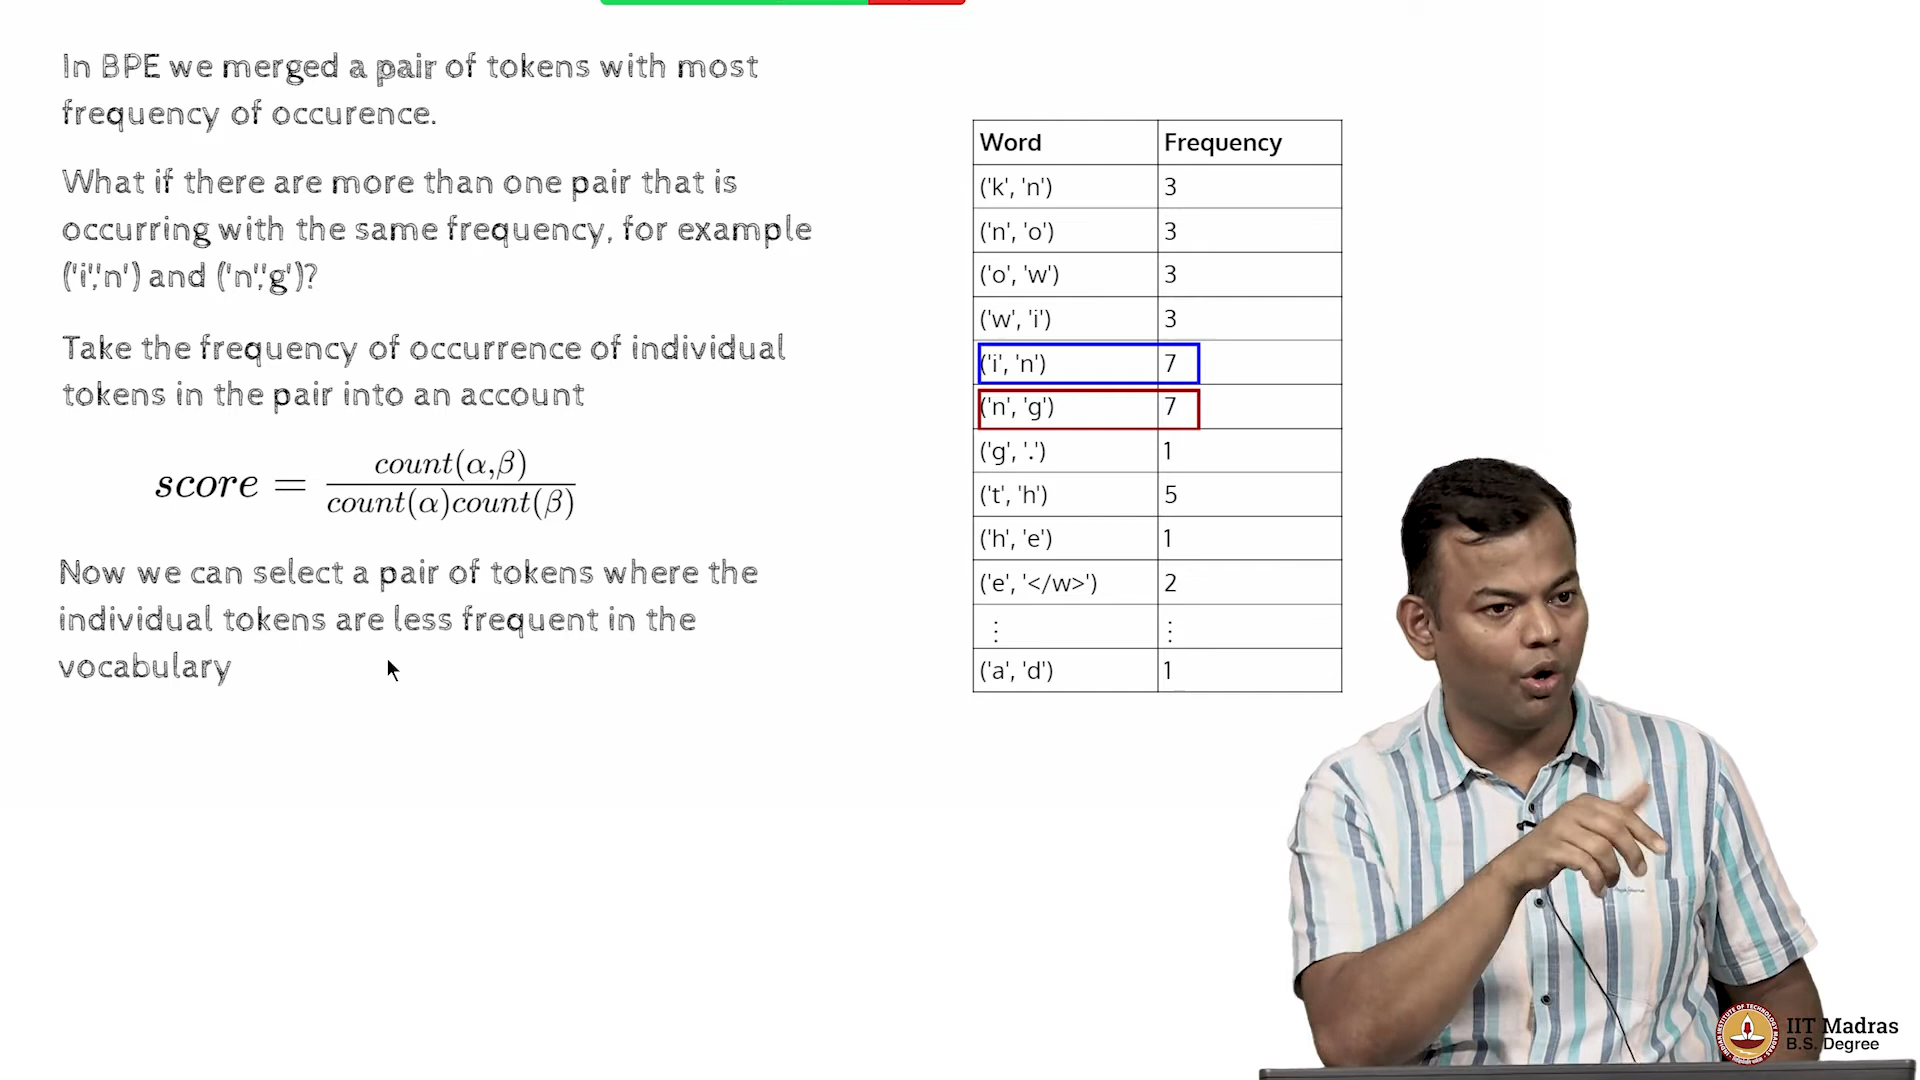 In BPE we merged a pair of tokens with most
frequency of occurence.
What if there are more than one pair that is
occurring with the same frequency, for example
('i','n') and ('n','g')?
Take the frequency of occurrence of individual
tokens in the pair into an account
score = count(α,β) / count(α)count(β)
Now we can select a pair of tokens where the
individual tokens are less frequent in the
vocabulary
Word Frequency
('k', 'n') 3
('n', 'o') 3
('o', 'w') 3
('w', 'i') 3
('i', 'n') 7
('n', 'g') 7
('g', '.') 1
('t', 'h') 5
('h', 'e') 1
('e', '</w>') 2
⋮ ⋮
('a', 'd') 1
IIT Madras
B.S. Degree